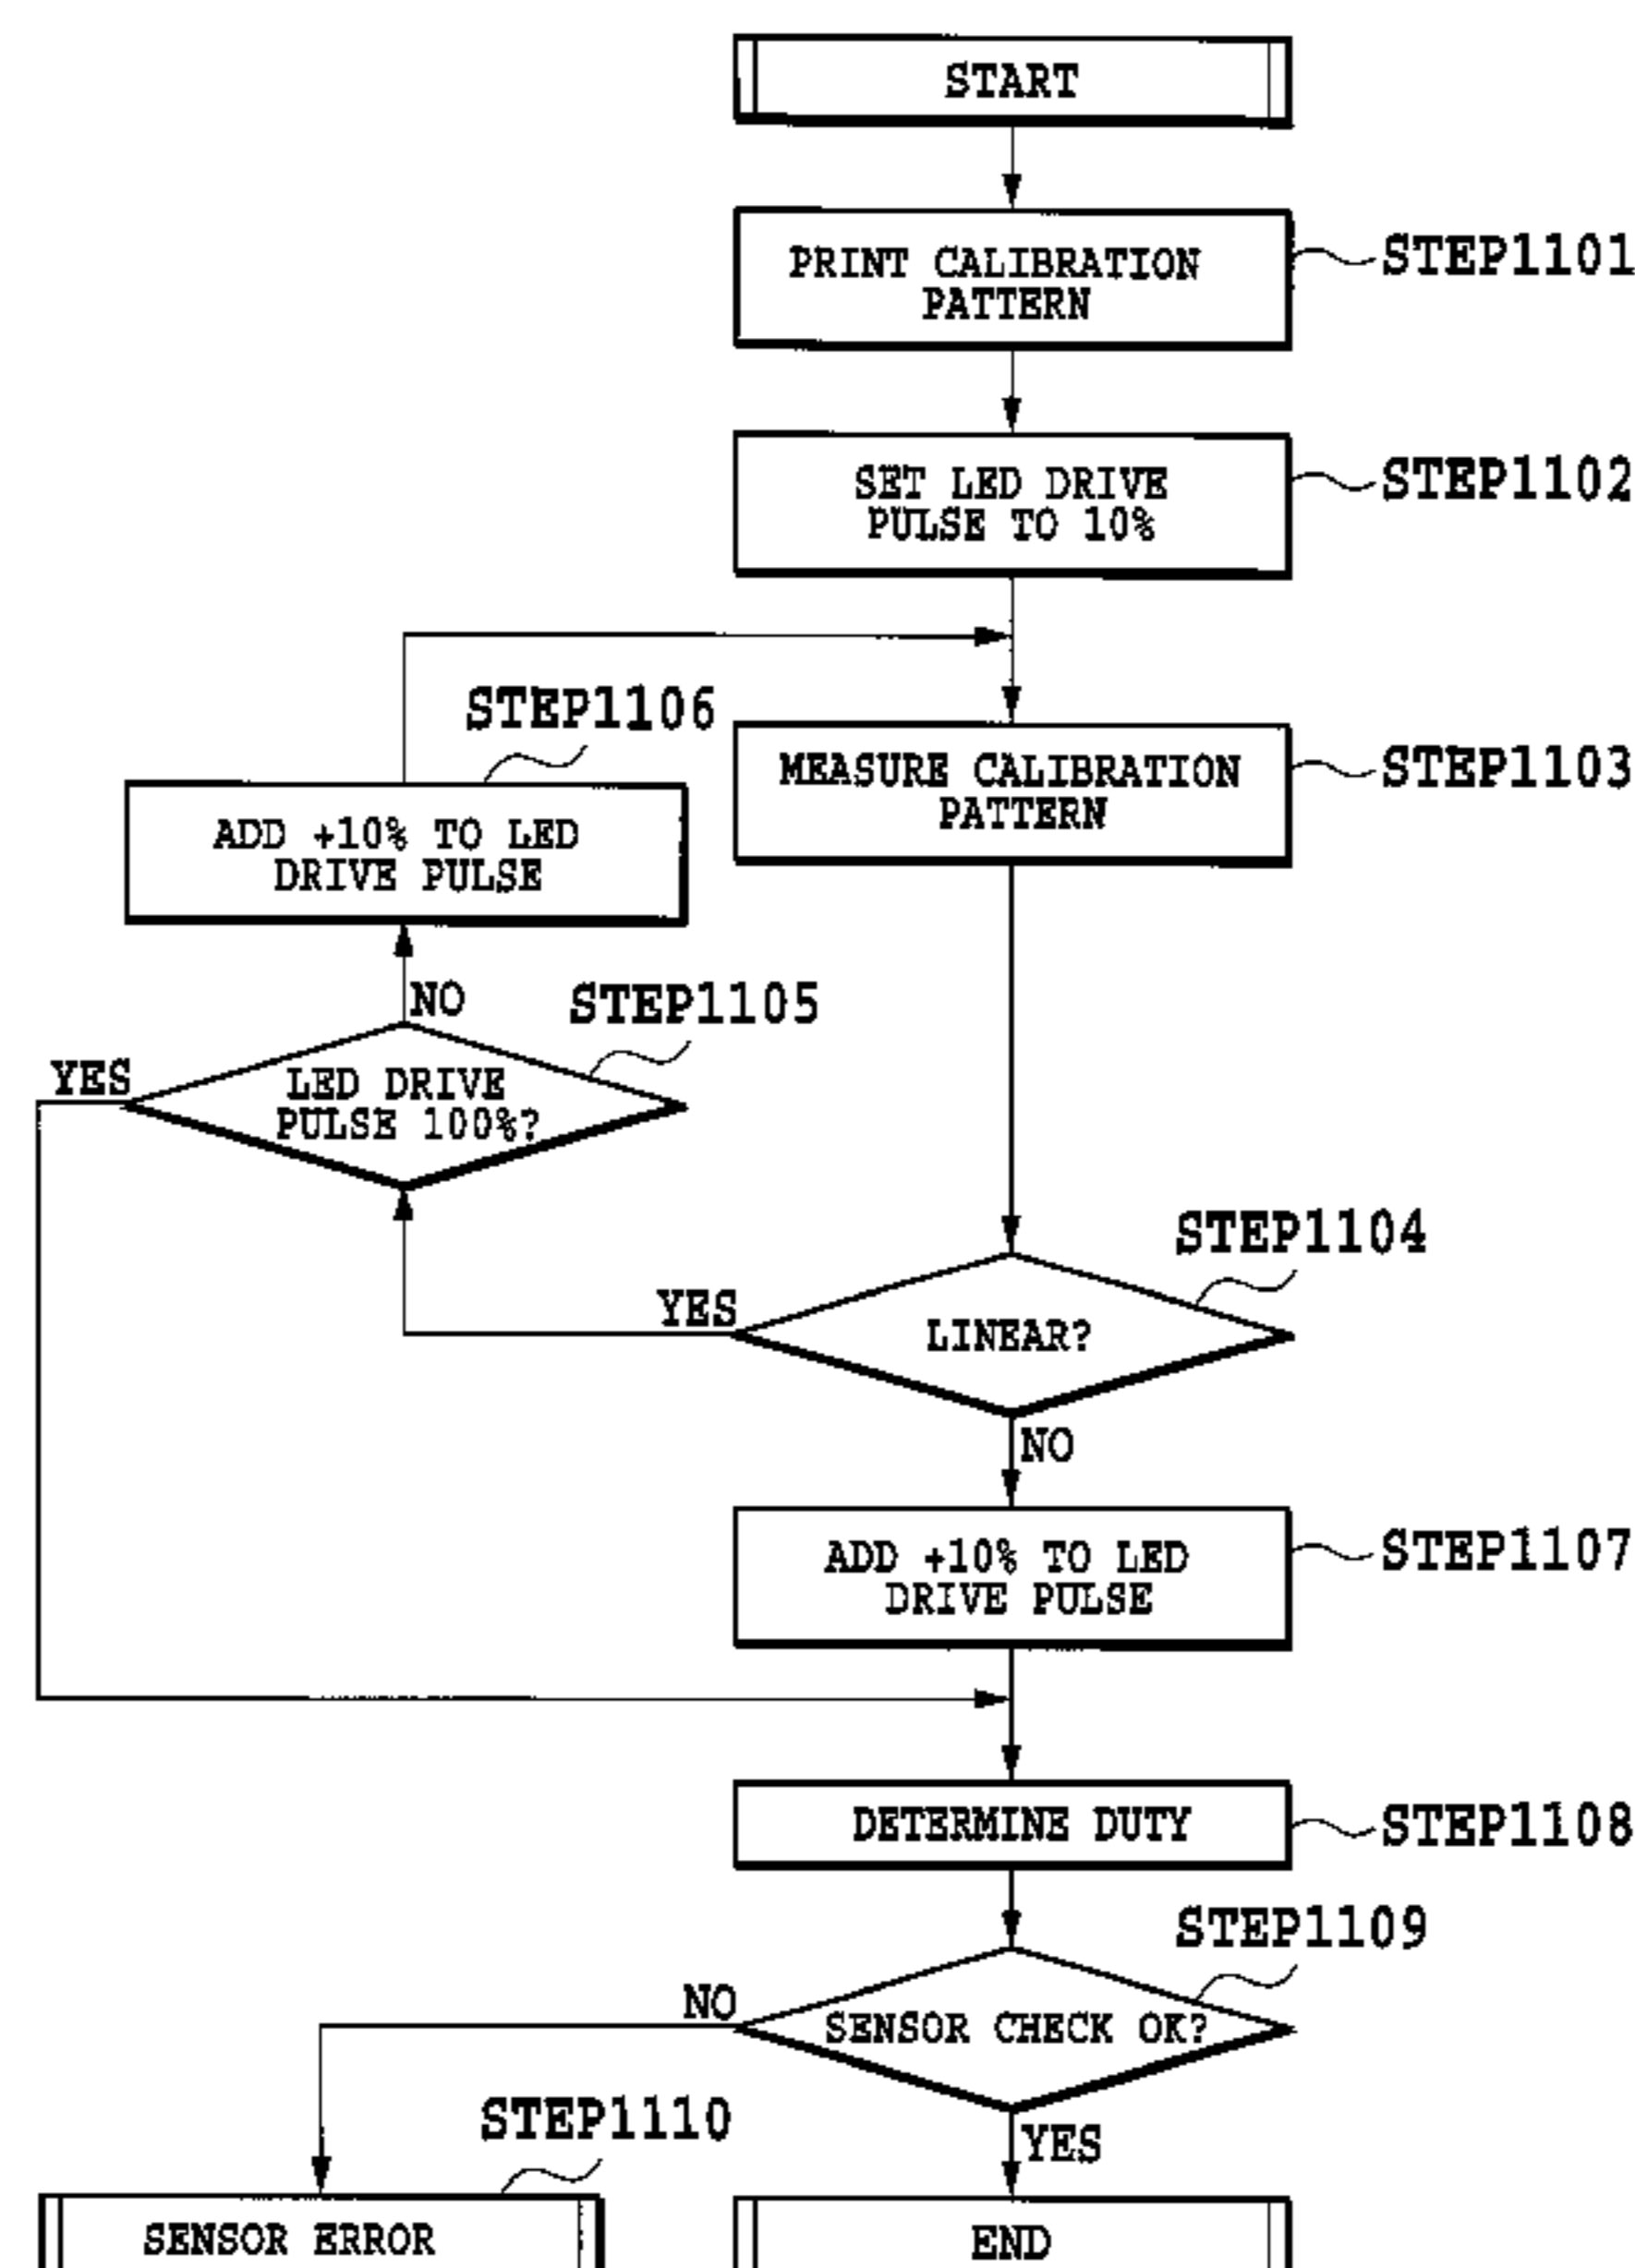 START
PRINT CALIBRATION
PATTERN
STEP1101
SET LED DRIVE
PULSE TO 10%
STEP1102
STEP1106
MEASURE CALIBRATION
PATTERN
STEP1103
ADD +10% TO LED
DRIVE PULSE
NO
STEP1105
YES
LED DRIVE
PULSE 100%?
STEP1104
YES
LINEAR?
NO
ADD +10% TO LED
DRIVE PULSE
STEP1107
DETERMINE DUTY
STEP1108
STEP1109
NO
SENSOR CHECK OK?
STEP1110
YES
SENSOR ERROR
END